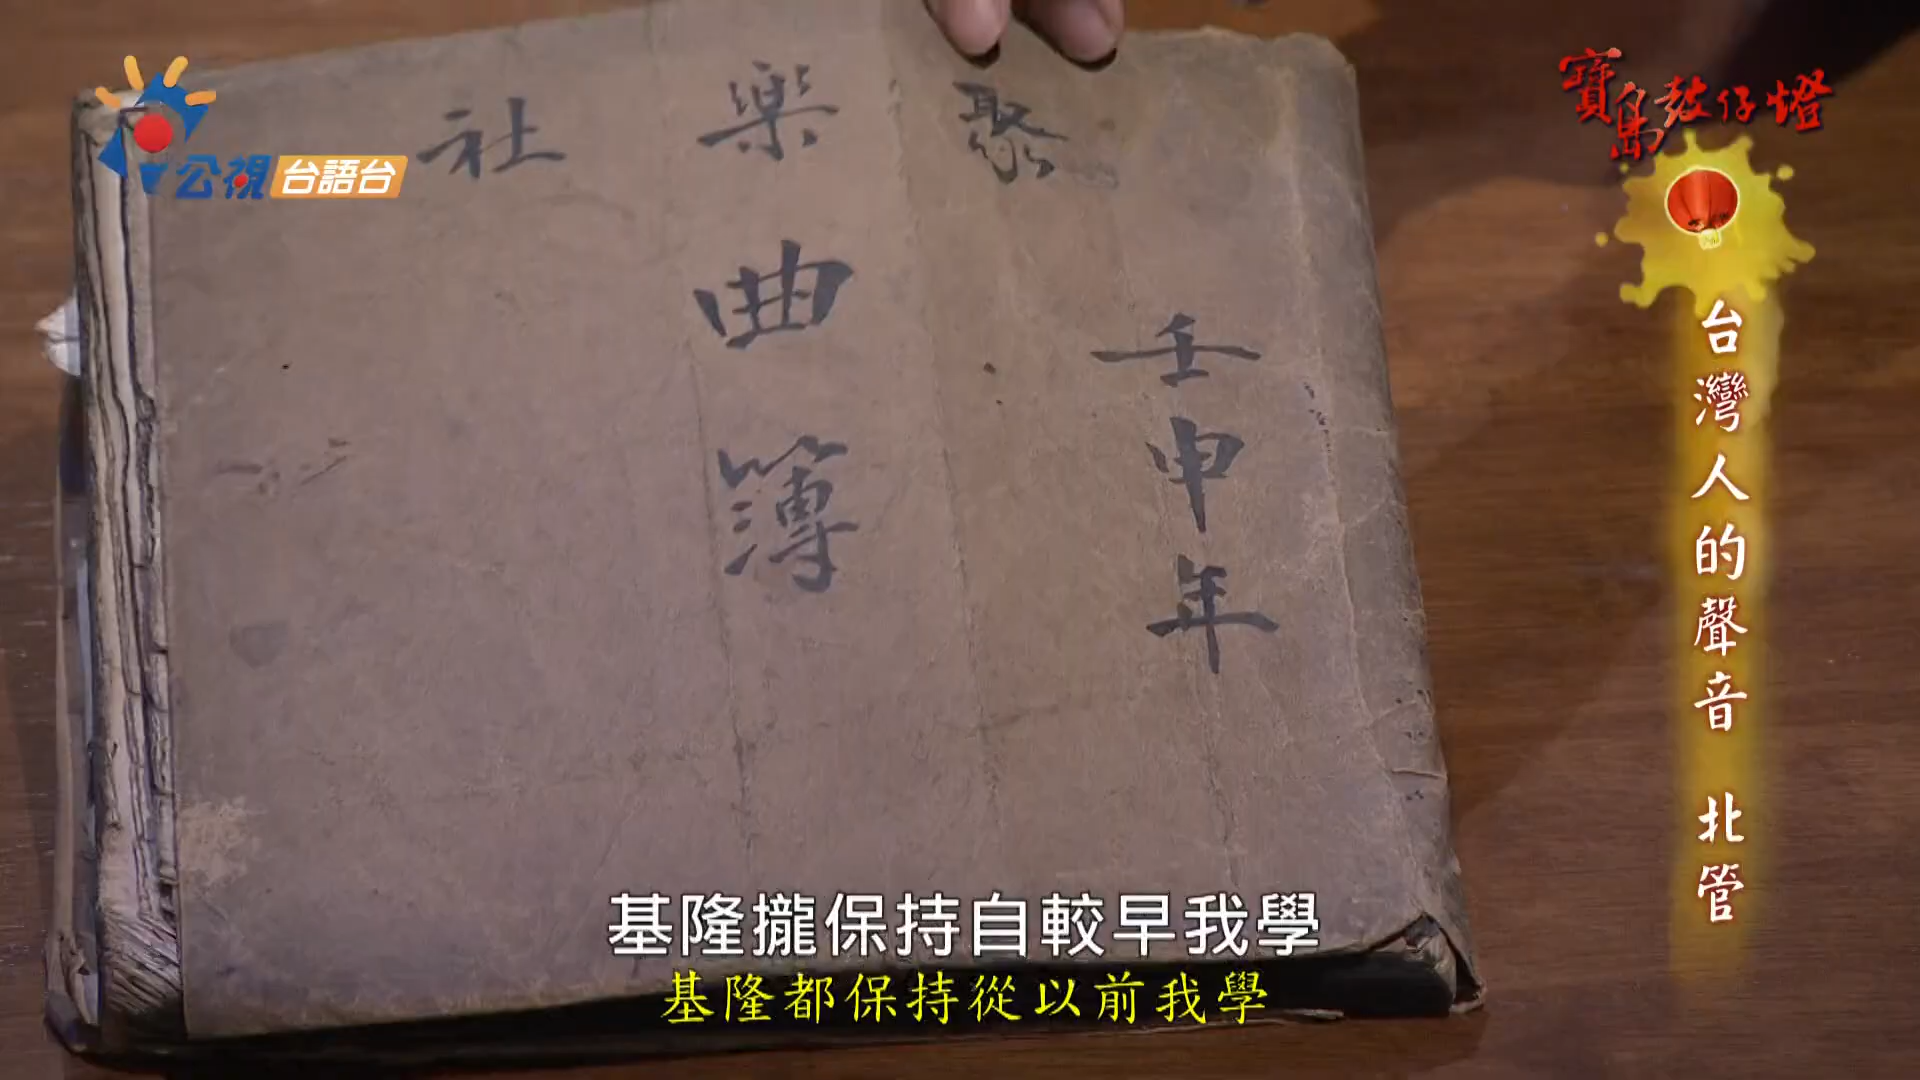 公視 台語台
寶島鼓仔燈
台灣人的聲音 北管
聚樂社
曲簿
壬申年
基隆攏保持自較早我學
基隆都保持從以前我學